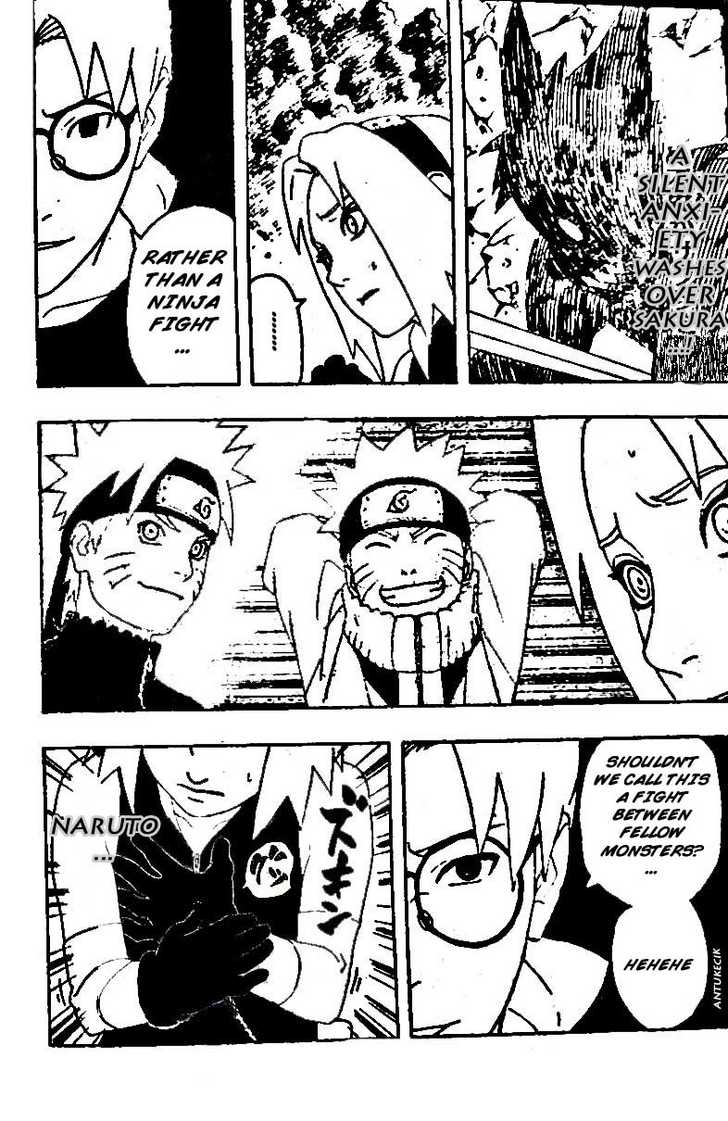 A
SILENT
ANXI-
ETY
WASHES
OVER
SAKURA
...!
.........
RATHER
THAN A
NINJA
FIGHT
...
SHOULDN'T
WE CALL THIS
A FIGHT
BETWEEN
FELLOW
MONSTERS?
...
HEHEHE
ズキン
NARUTO
...
ANTUKECIK